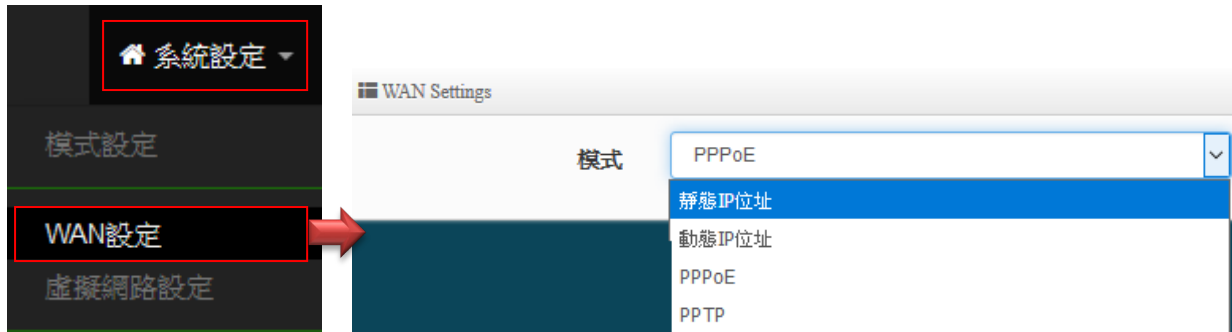 系統設定
模式設定
WAN設定
虛擬網路設定
WAN Settings
模式
PPPoE
靜態IP位址
動態IP位址
PPPoE
PPTP